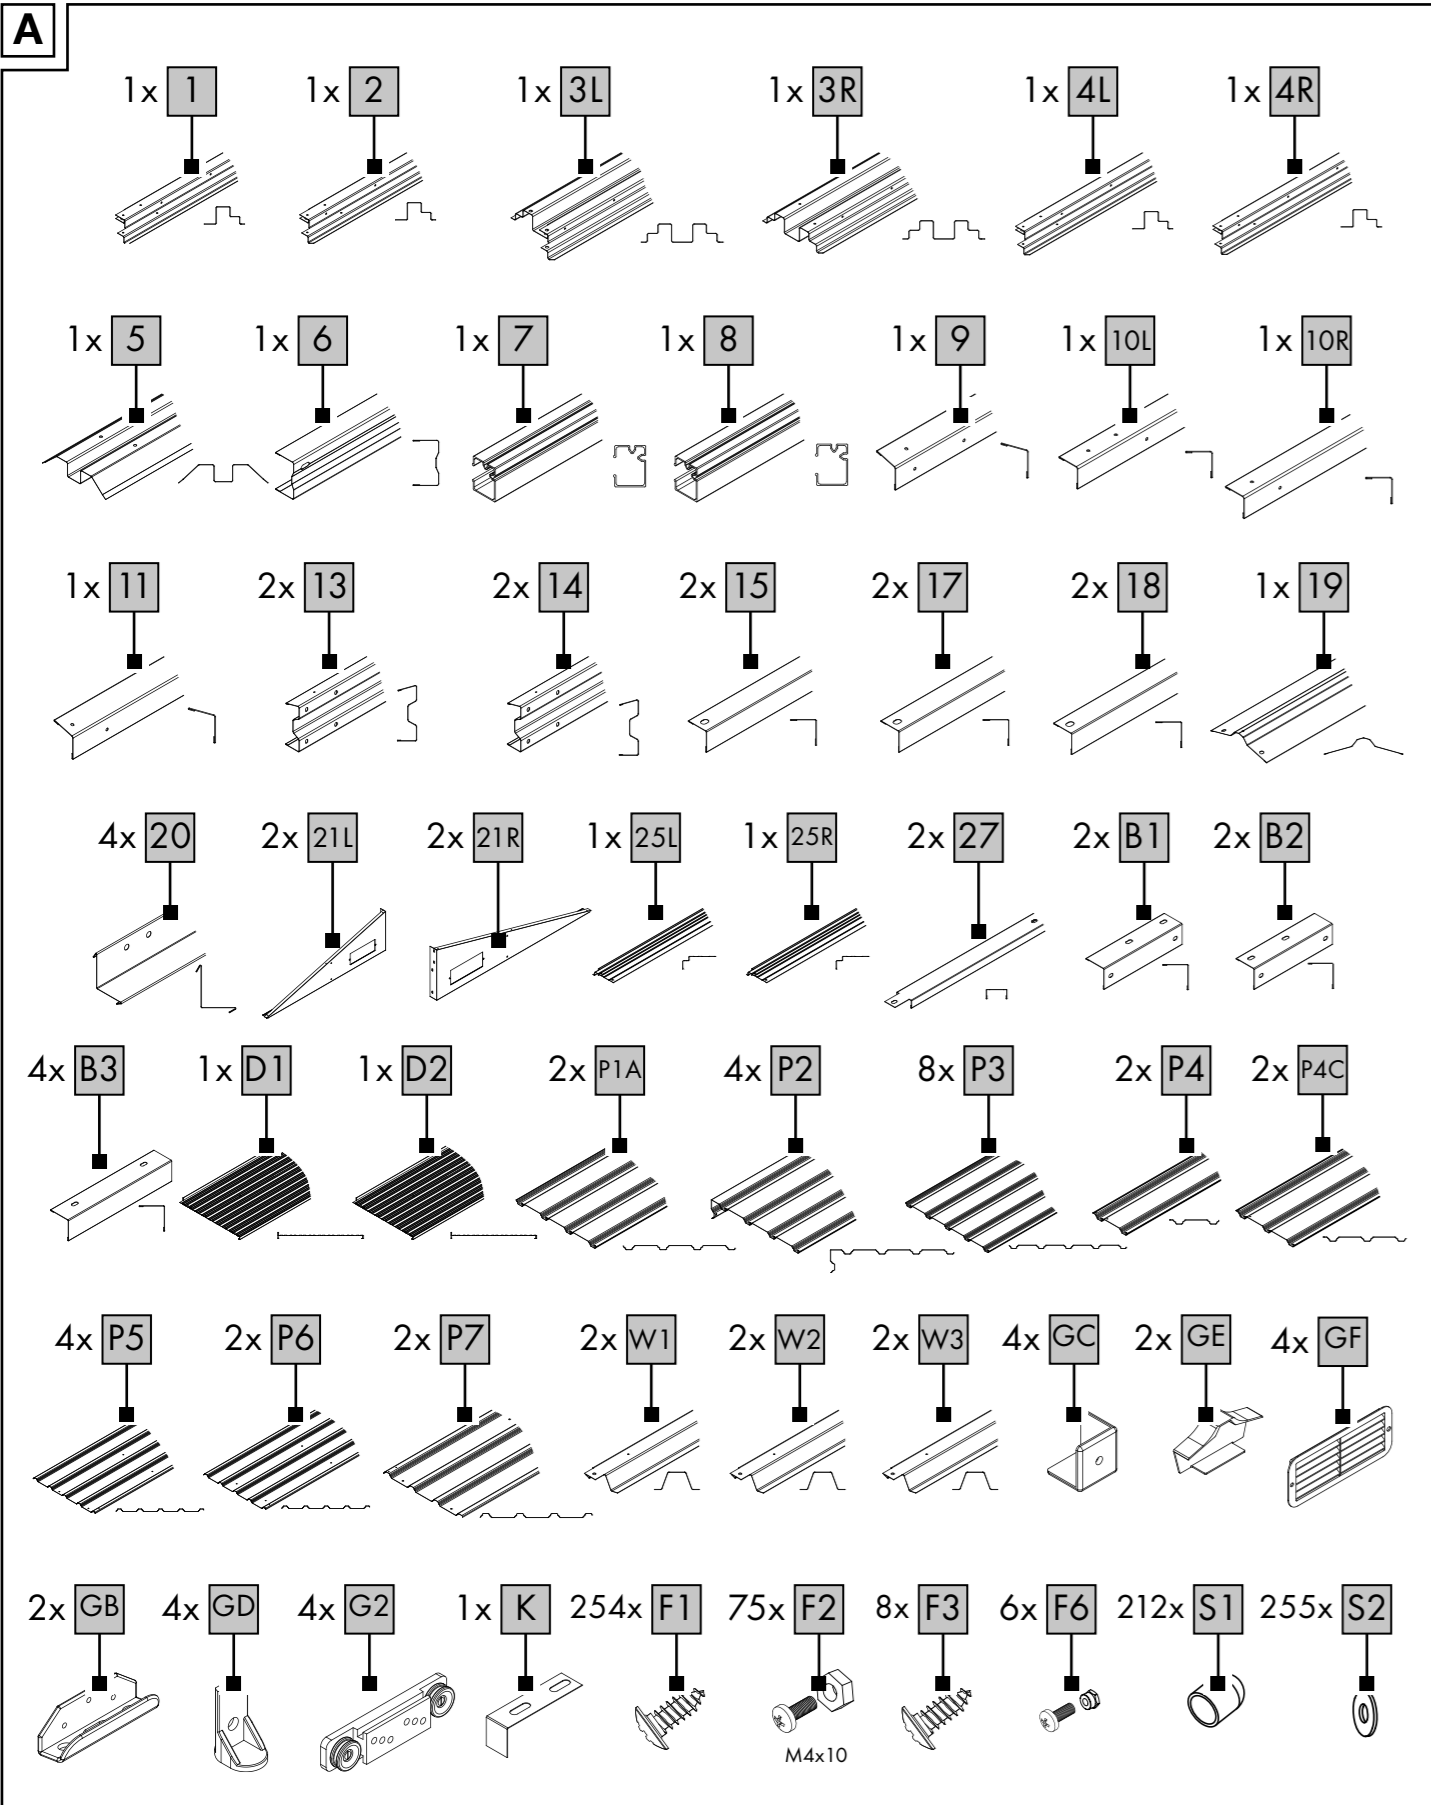 A
1x 1 1x 2 1x 3L 1x 3R 1x 4L 1x 4R
1x 5 1x 6 1x 7 1x 8 1x 9 1x 10L 1x 10R
1x 11 2x 13 2x 14 2x 15 2x 17 2x 18 1x 19
4x 20 2x 21L 2x 21R 1x 25L 1x 25R 2x 27 2x B1 2x B2
4x B3 1x D1 1x D2 2x P1A 4x P2 8x P3 2x P4 2x P4C
4x P5 2x P6 2x P7 2x W1 2x W2 2x W3 4x GC 2x GE 4x GF
2x GB 4x GD 4x G2 1x K 254x F1 75x F2 8x F3 6x F6 212x S1 255x S2
M4x10